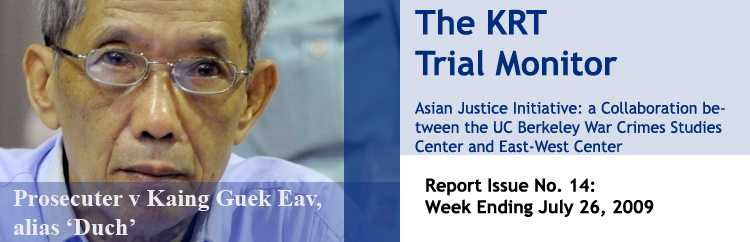 Prosecuter v Kaing Guek Eav,
alias ‘Duch’
The KRT
Trial Monitor
Asian Justice Initiative: a Collaboration be-
tween the UC Berkeley War Crimes Studies
Center and East-West Center
Report Issue No. 14:
Week Ending July 26, 2009